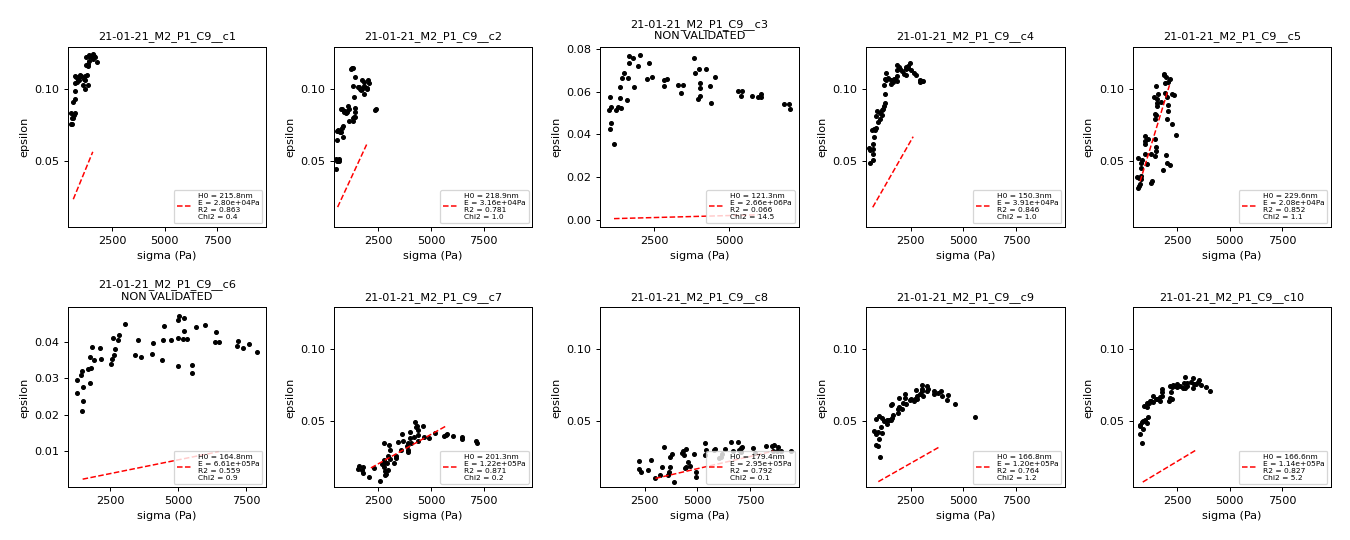 21-01-21_M2_P1_C9__c1
epsilon
0.10
0.05
2500
5000
7500
sigma (Pa)
H0 = 215.8nm
E = 2.80e+04Pa
R2 = 0.863
Chi2 = 0.4
21-01-21_M2_P1_C9__c2
epsilon
0.10
0.05
2500
5000
7500
sigma (Pa)
H0 = 218.9nm
E = 3.16e+04Pa
R2 = 0.781
Chi2 = 1.0
21-01-21_M2_P1_C9__c3
NON VALIDATED
epsilon
0.08
0.06
0.04
0.02
0.00
2500
5000
sigma (Pa)
H0 = 121.3nm
E = 2.66e+06Pa
R2 = 0.066
Chi2 = 14.5
21-01-21_M2_P1_C9__c4
epsilon
0.10
0.05
2500
5000
7500
sigma (Pa)
H0 = 150.3nm
E = 3.91e+04Pa
R2 = 0.846
Chi2 = 1.0
21-01-21_M2_P1_C9__c5
epsilon
0.10
0.05
2500
5000
7500
sigma (Pa)
H0 = 229.6nm
E = 2.08e+04Pa
R2 = 0.852
Chi2 = 1.1
21-01-21_M2_P1_C9__c6
NON VALIDATED
epsilon
0.04
0.03
0.02
0.01
2500
5000
7500
sigma (Pa)
H0 = 164.8nm
E = 6.61e+05Pa
R2 = 0.559
Chi2 = 0.9
21-01-21_M2_P1_C9__c7
epsilon
0.10
0.05
2500
5000
7500
sigma (Pa)
H0 = 201.3nm
E = 1.22e+05Pa
R2 = 0.871
Chi2 = 0.2
21-01-21_M2_P1_C9__c8
epsilon
0.10
0.05
2500
5000
7500
sigma (Pa)
H0 = 179.4nm
E = 2.95e+05Pa
R2 = 0.792
Chi2 = 0.1
21-01-21_M2_P1_C9__c9
epsilon
0.10
0.05
2500
5000
7500
sigma (Pa)
H0 = 166.8nm
E = 1.20e+05Pa
R2 = 0.764
Chi2 = 1.2
21-01-21_M2_P1_C9__c10
epsilon
0.10
0.05
2500
5000
7500
sigma (Pa)
H0 = 166.6nm
E = 1.14e+05Pa
R2 = 0.827
Chi2 = 5.2